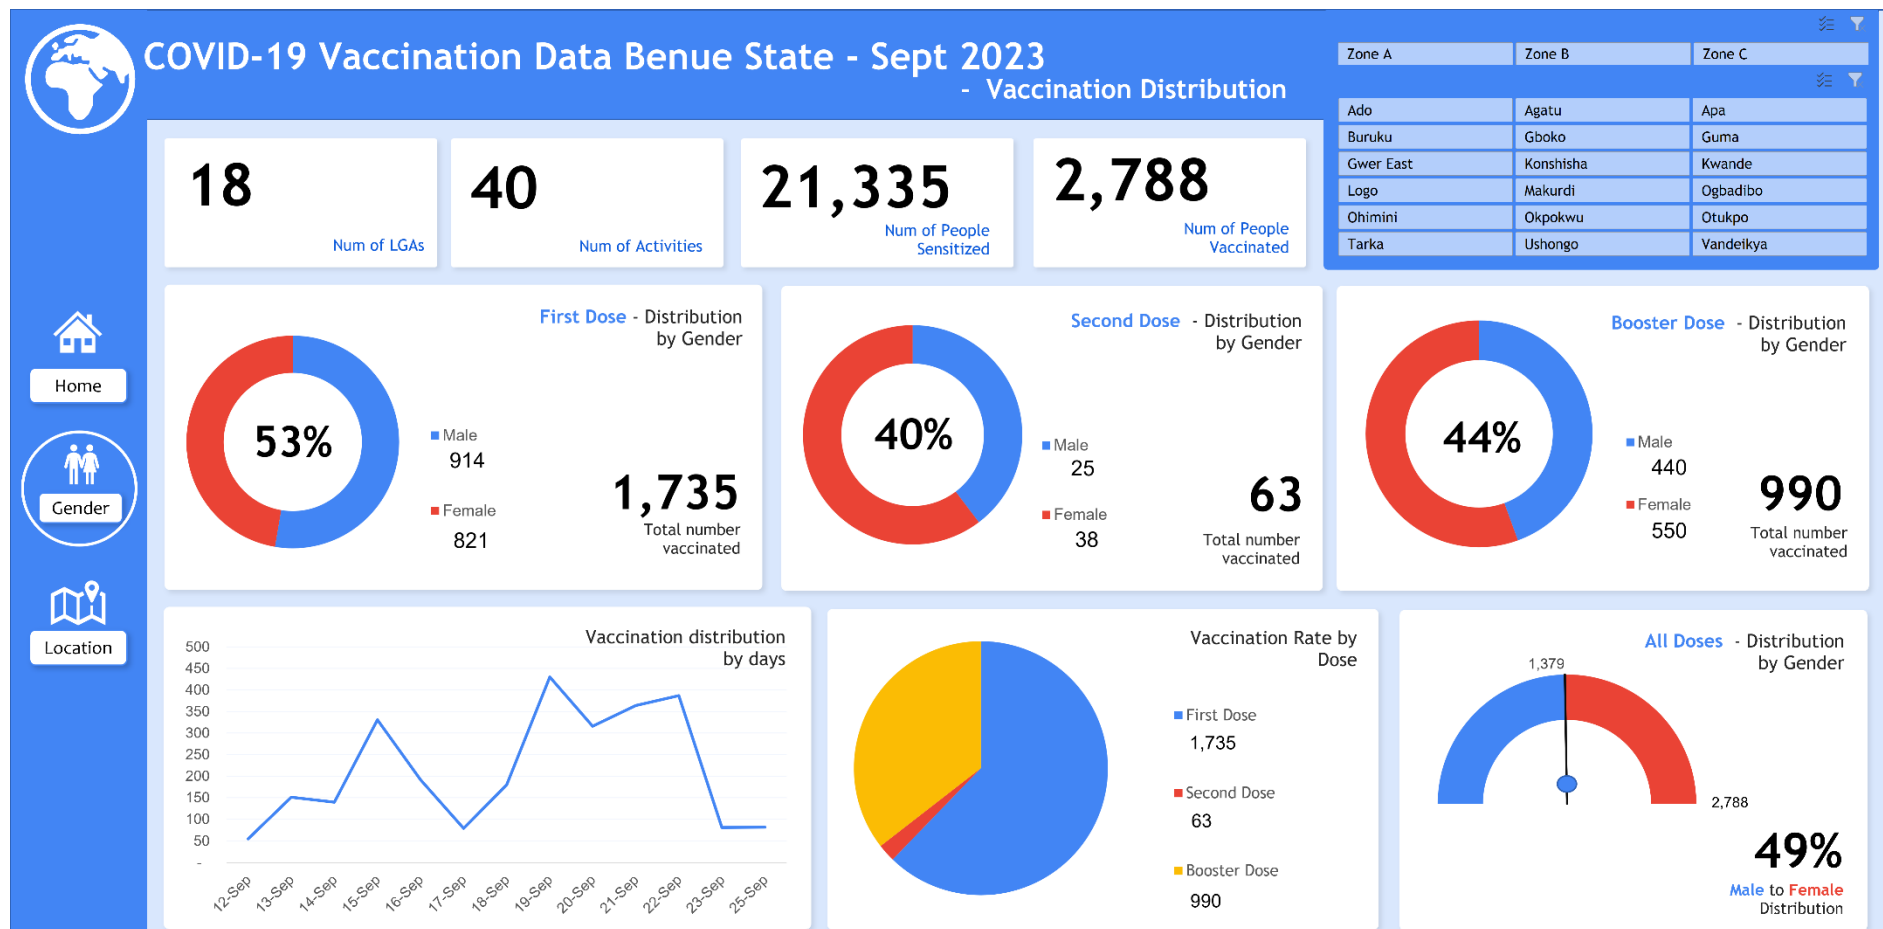 COVID-19 Vaccination Data Benue State - Sept 2023
- Vaccination Distribution
Zone A
Zone B
Zone C
Ado
Agatu
Apa
Buruku
Gboko
Guma
Gwer East
Konshisha
Kwande
Logo
Makurdi
Ogbadibo
Ohimini
Okpokwu
Otukpo
Tarka
Ushongo
Vandeikya
18
Num of LGAs
40
Num of Activities
21,335
Num of People
Sensitized
2,788
Num of People
Vaccinated
Home
Gender
Location
First Dose - Distribution
by Gender
53%
Male
914
Female
821
1,735
Total number
vaccinated
Second Dose - Distribution
by Gender
40%
Male
25
Female
38
63
Total number
vaccinated
Booster Dose - Distribution
by Gender
44%
Male
440
Female
550
990
Total number
vaccinated
Vaccination distribution
by days
500
450
400
350
300
250
200
150
100
50
-
12-Sep
13-Sep
14-Sep
15-Sep
16-Sep
17-Sep
18-Sep
19-Sep
20-Sep
21-Sep
22-Sep
23-Sep
25-Sep
Vaccination Rate by
Dose
First Dose
1,735
Second Dose
63
Booster Dose
990
All Doses - Distribution
by Gender
1,379
2,788
49%
Male to Female
Distribution